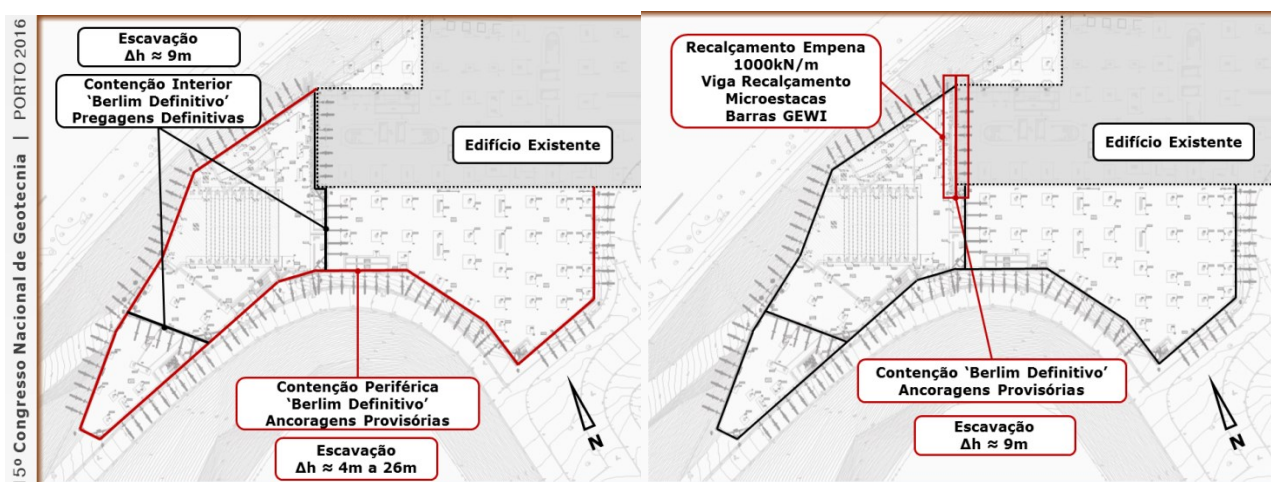 15º Congresso Nacional de Geotecnia | PORTO 2016
Escavação
Δh ≈ 9m
Contenção Interior
‘Berlim Definitivo’
Pregagens Definitivas
Edifício Existente
Contenção Periférica
‘Berlim Definitivo’
Ancoragens Provisórias
Escavação
Δh ≈ 4m a 26m
N
Recalçamento Empena
1000kN/m
Viga Recalçamento
Microestacas
Barras GEWI
Edifício Existente
Contenção ‘Berlim Definitivo’
Ancoragens Provisórias
Escavação
Δh ≈ 9m
N